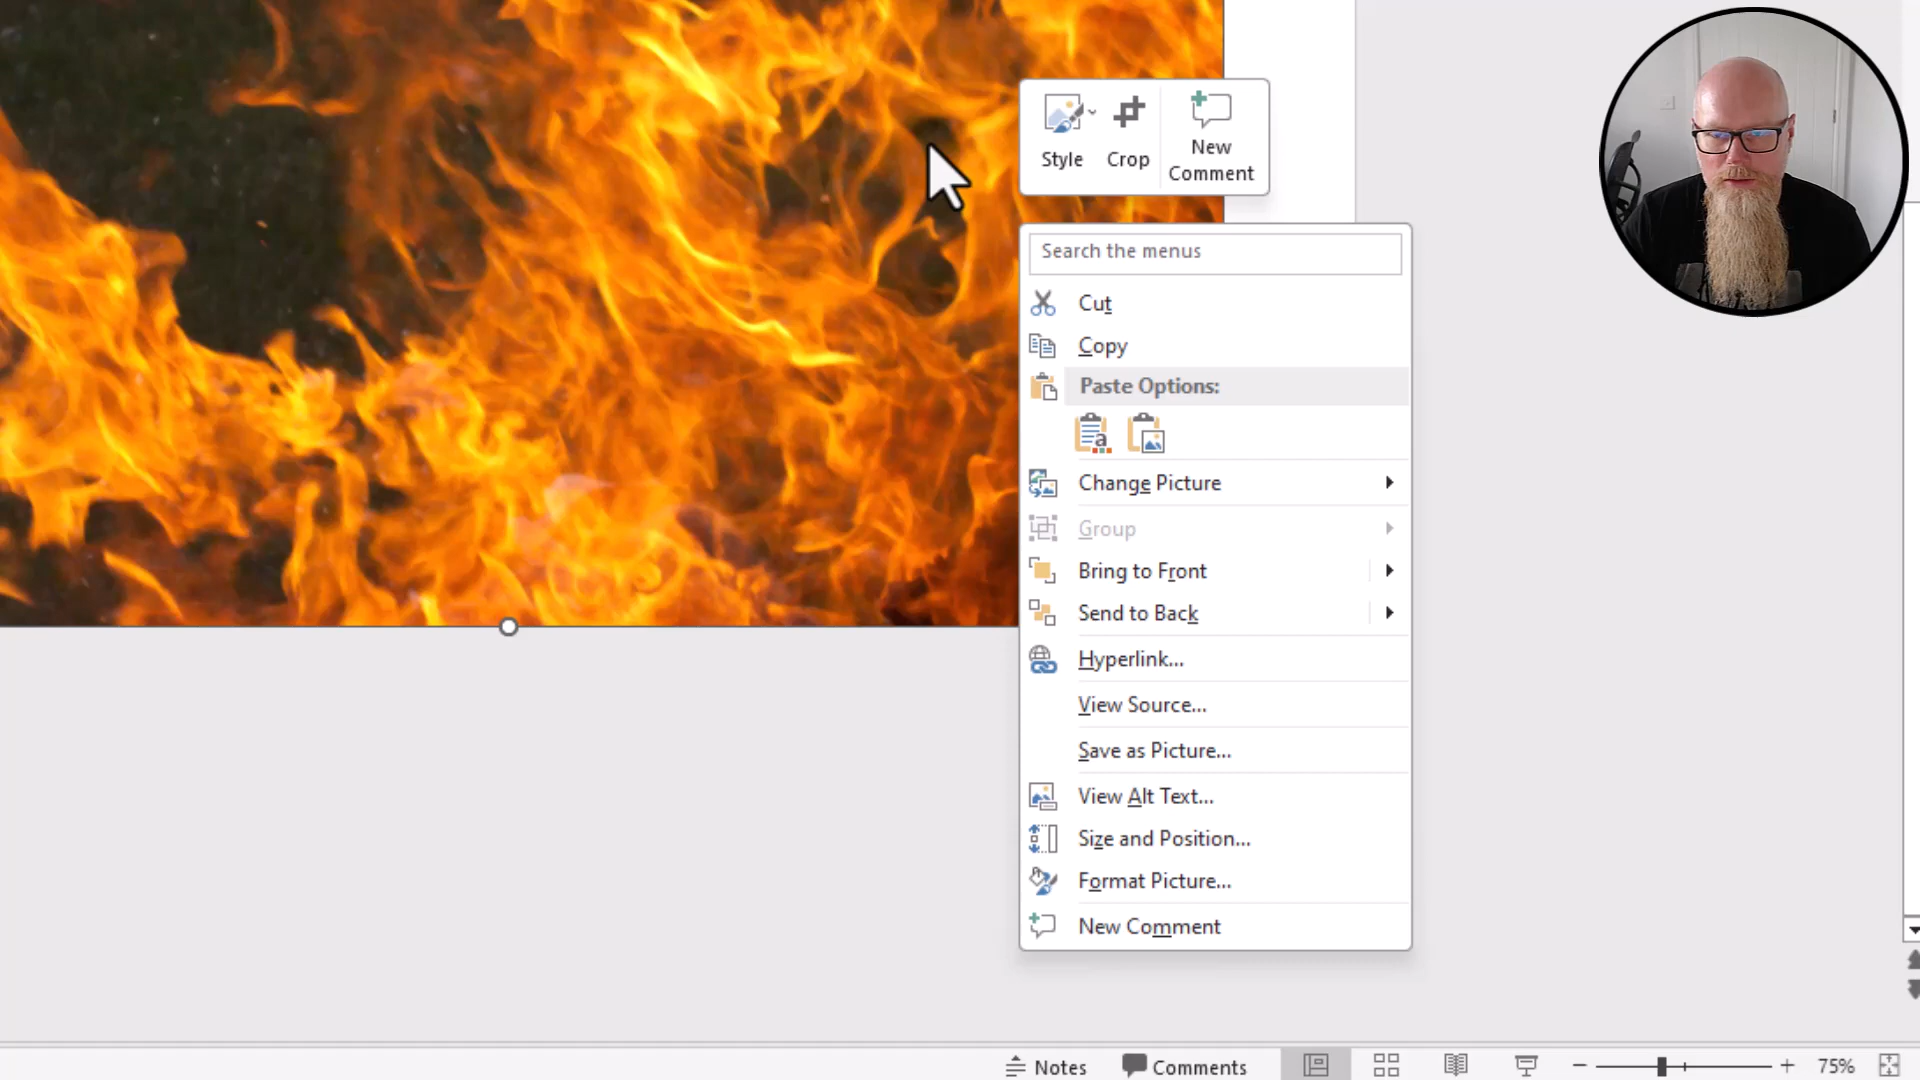 Style
Crop
New
Comment
Search the menus
Cut
Copy
Paste Options:
Change Picture
Group
Bring to Front
Send to Back
Hyperlink...
View Source...
Save as Picture...
View Alt Text...
Size and Position...
Format Picture...
New Comment
Notes
Comments
75%